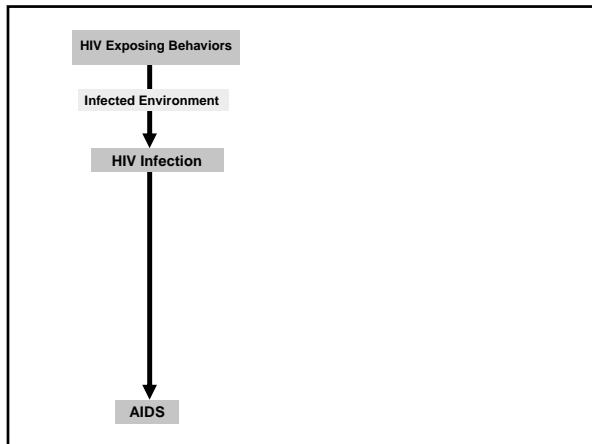 HIV Exposing Behaviors
Infected Environment
HIV Infection
AIDS